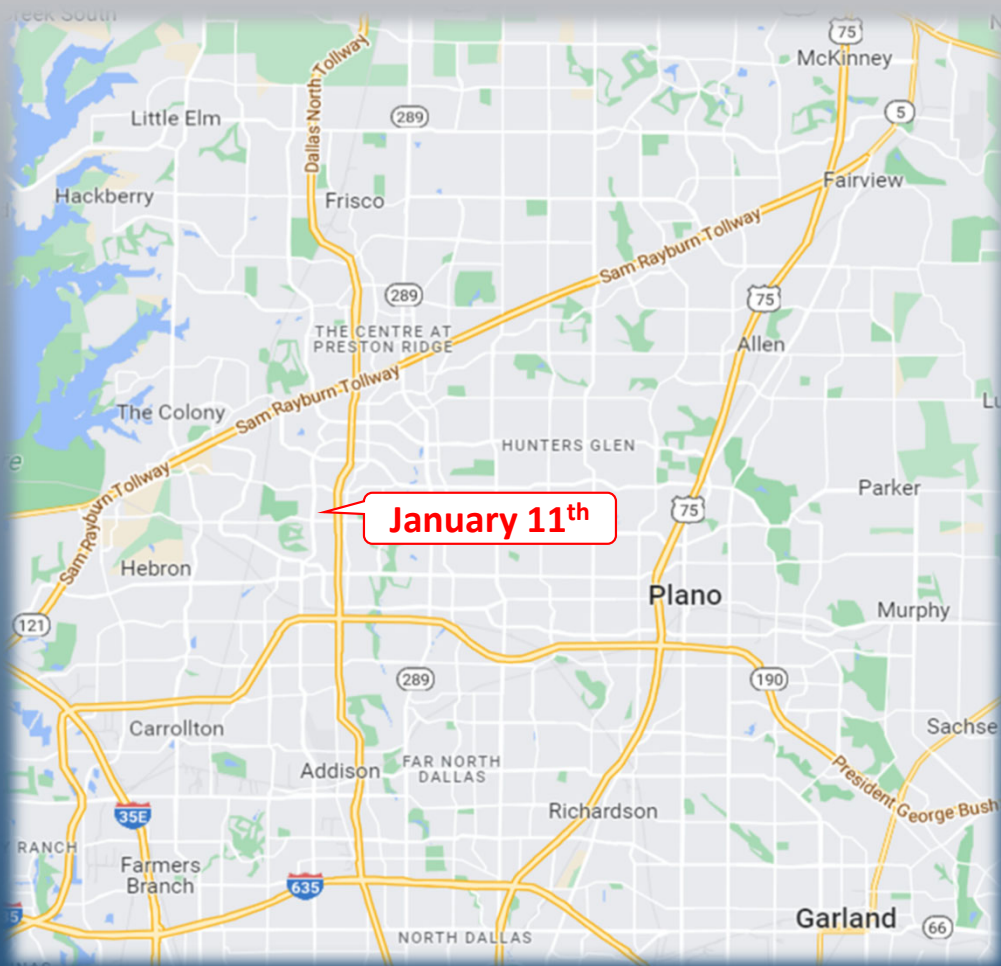 Creek South
75
McKinney
Dallas North Tollway
Little Elm
289
5
Hackberry
Frisco
Fairview
Sam Rayburn Tollway
289
75
THE CENTRE AT
PRESTON RIDGE
Allen
Sam Rayburn Tollway
The Colony
HUNTERS GLEN
Sam Rayburn Tollway
Parker
January 11th
75
Hebron
Plano
Murphy
121
289
190
Carrollton
Sachse
Addison
FAR NORTH
DALLAS
President George Bush
35E
Richardson
RANCH
Farmers
Branch
635
Garland
66
NORTH DALLAS